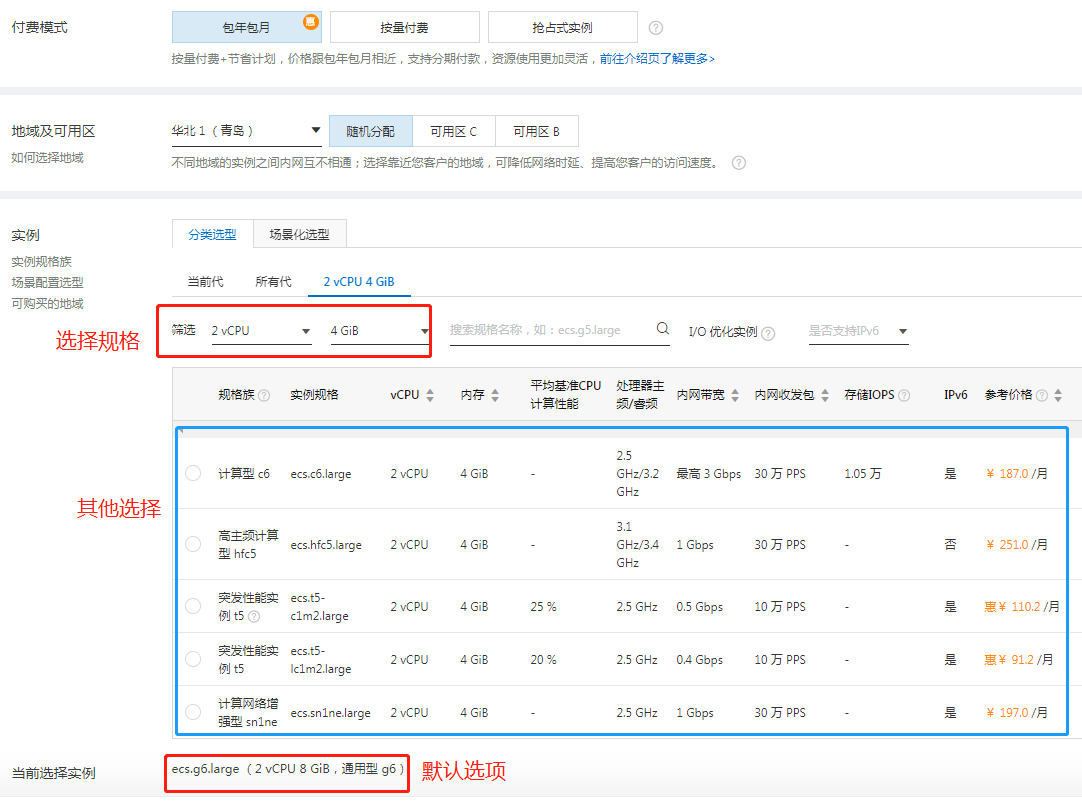 付费模式
包年包月 惠 按量付费 抢占式实例 ?
按量付费+节省计划，价格跟包年包月相近，支持分期付款，资源使用更加灵活，前往介绍页了解更多>
地域及可用区
如何选择地域
华北 1（青岛） 随机分配 可用区 C 可用区 B
不同地域的实例之间内网互不相通；选择靠近您客户的地域，可降低网络时延、提高您客户的访问速度。 ?
实例
实例规格族
场景配置选型
可购买的地域
分类选型 场景化选型
当前代 所有代 2 vCPU 4 GiB
选择规格
筛选 2 vCPU 4 GiB 搜索规格名称，如：ecs.g5.large I/O 优化实例 ? 是否支持IPv6
规格族 ? 实例规格 vCPU 内存 平均基准CPU计算性能 处理器主频/睿频 内网带宽 内网收发包 存储IOPS ? IPv6 参考价格 ?
其他选择
计算型 c6 ecs.c6.large 2 vCPU 4 GiB - 2.5 GHz/3.2 GHz 最高 3 Gbps 30 万 PPS 1.05 万 是 ¥ 187.0 /月
高主频计算型 hfc5 ecs.hfc5.large 2 vCPU 4 GiB - 3.1 GHz/3.4 GHz 1 Gbps 30 万 PPS - 否 ¥ 251.0 /月
突发性能实例 t5 ? ecs.t5-c1m2.large 2 vCPU 4 GiB 25 % 2.5 GHz 0.5 Gbps 10 万 PPS - 是 惠 ¥ 110.2 /月
突发性能实例 t5 ecs.t5-lc1m2.large 2 vCPU 4 GiB 20 % 2.5 GHz 0.4 Gbps 10 万 PPS - 是 惠 ¥ 91.2 /月
计算网络增强型 sn1ne ecs.sn1ne.large 2 vCPU 4 GiB - 2.5 GHz 1 Gbps 30 万 PPS - 是 ¥ 197.0 /月
当前选择实例 ecs.g6.large （2 vCPU 8 GiB，通用型 g6 ） 默认选项